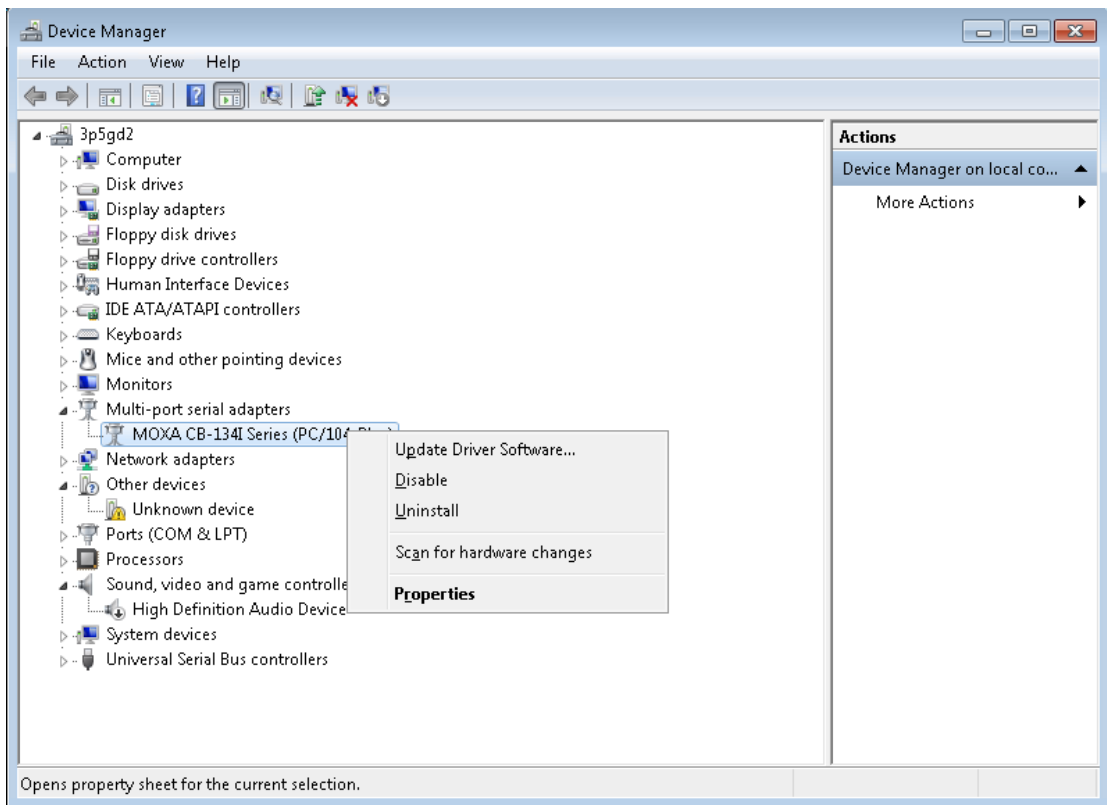 Device Manager
File Action View Help
3p5gd2
Computer
Disk drives
Display adapters
Floppy disk drives
Floppy drive controllers
Human Interface Devices
IDE ATA/ATAPI controllers
Keyboards
Mice and other pointing devices
Monitors
Multi-port serial adapters
MOXA CB-134I Series (PC/104-
Network adapters
Other devices
Unknown device
Ports (COM & LPT)
Processors
Sound, video and game controlle
High Definition Audio Device
System devices
Universal Serial Bus controllers
Update Driver Software...
Disable
Uninstall
Scan for hardware changes
Properties
Actions
Device Manager on local co...
More Actions
Opens property sheet for the current selection.